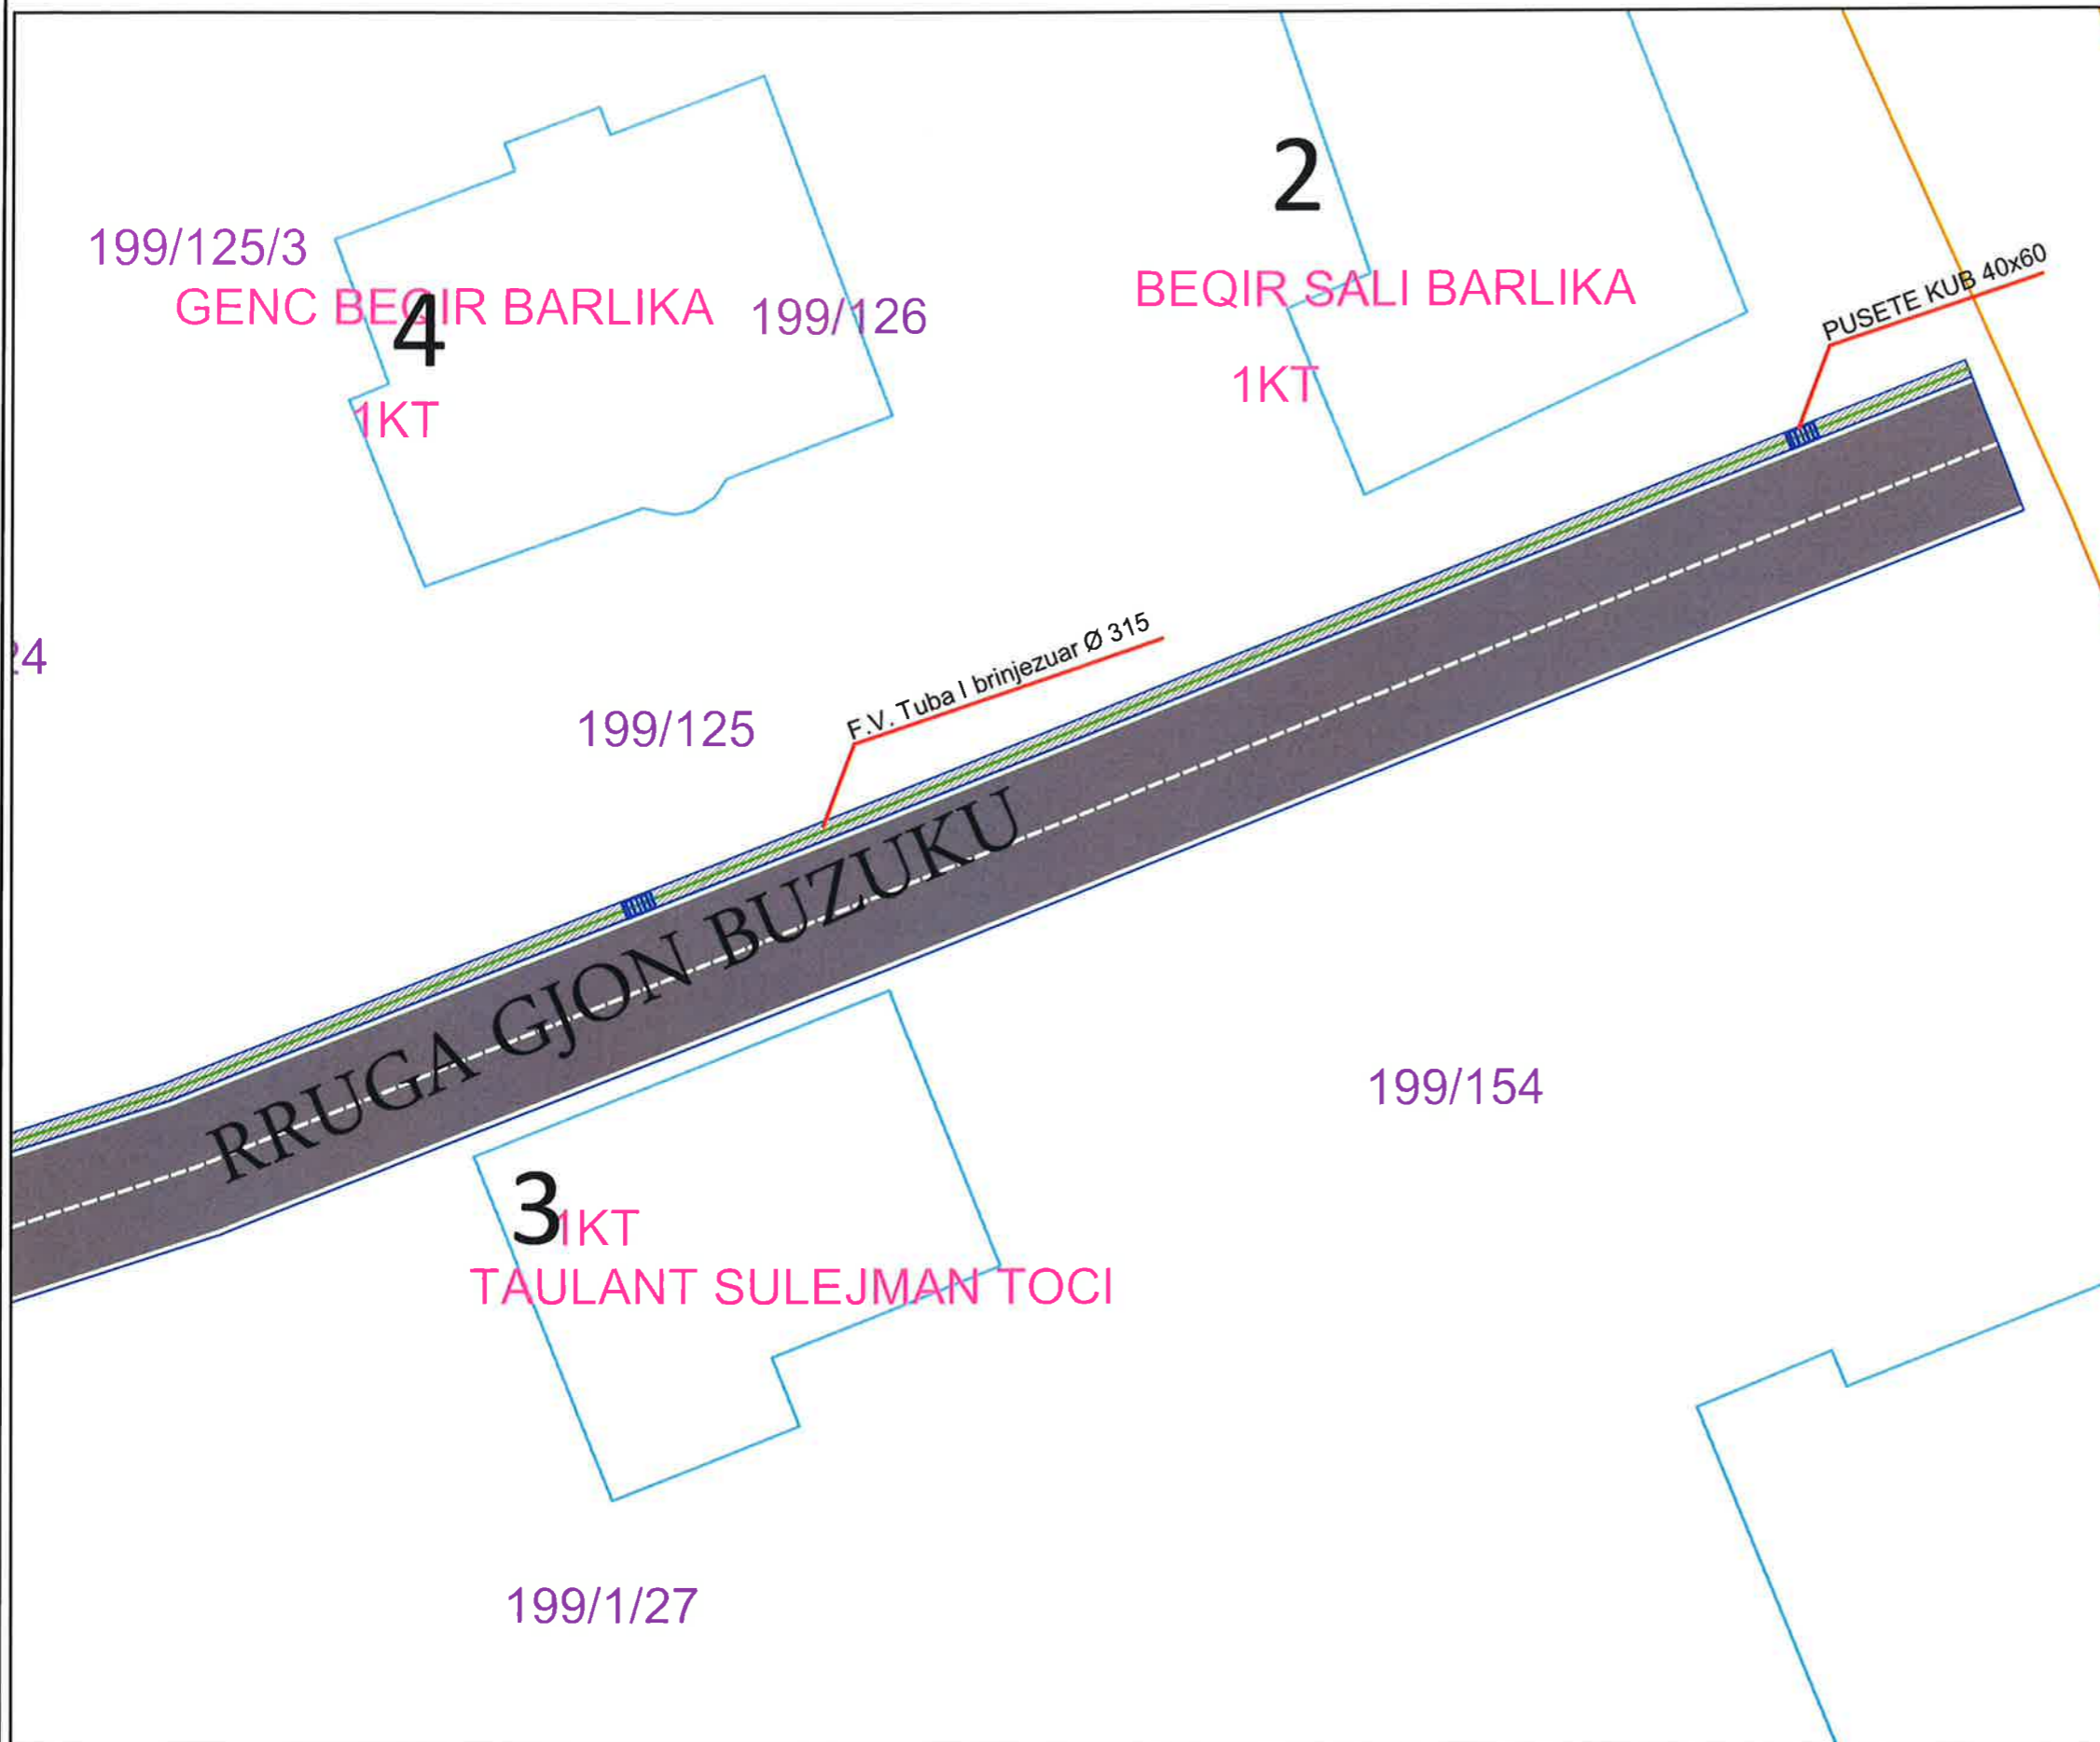 2
199/125/3
BEQIR SALI BARLIKA
PUSETE KUB 40x60
GENC BEQIR BARLIKA
4
199/126
1KT
1KT
24
F.V. Tuba I brinjezuar Ø 315
199/125
RRUGA GJON BUZUKU
199/154
3
1KT
TAULANT SULEJMAN TOCI
199/1/27